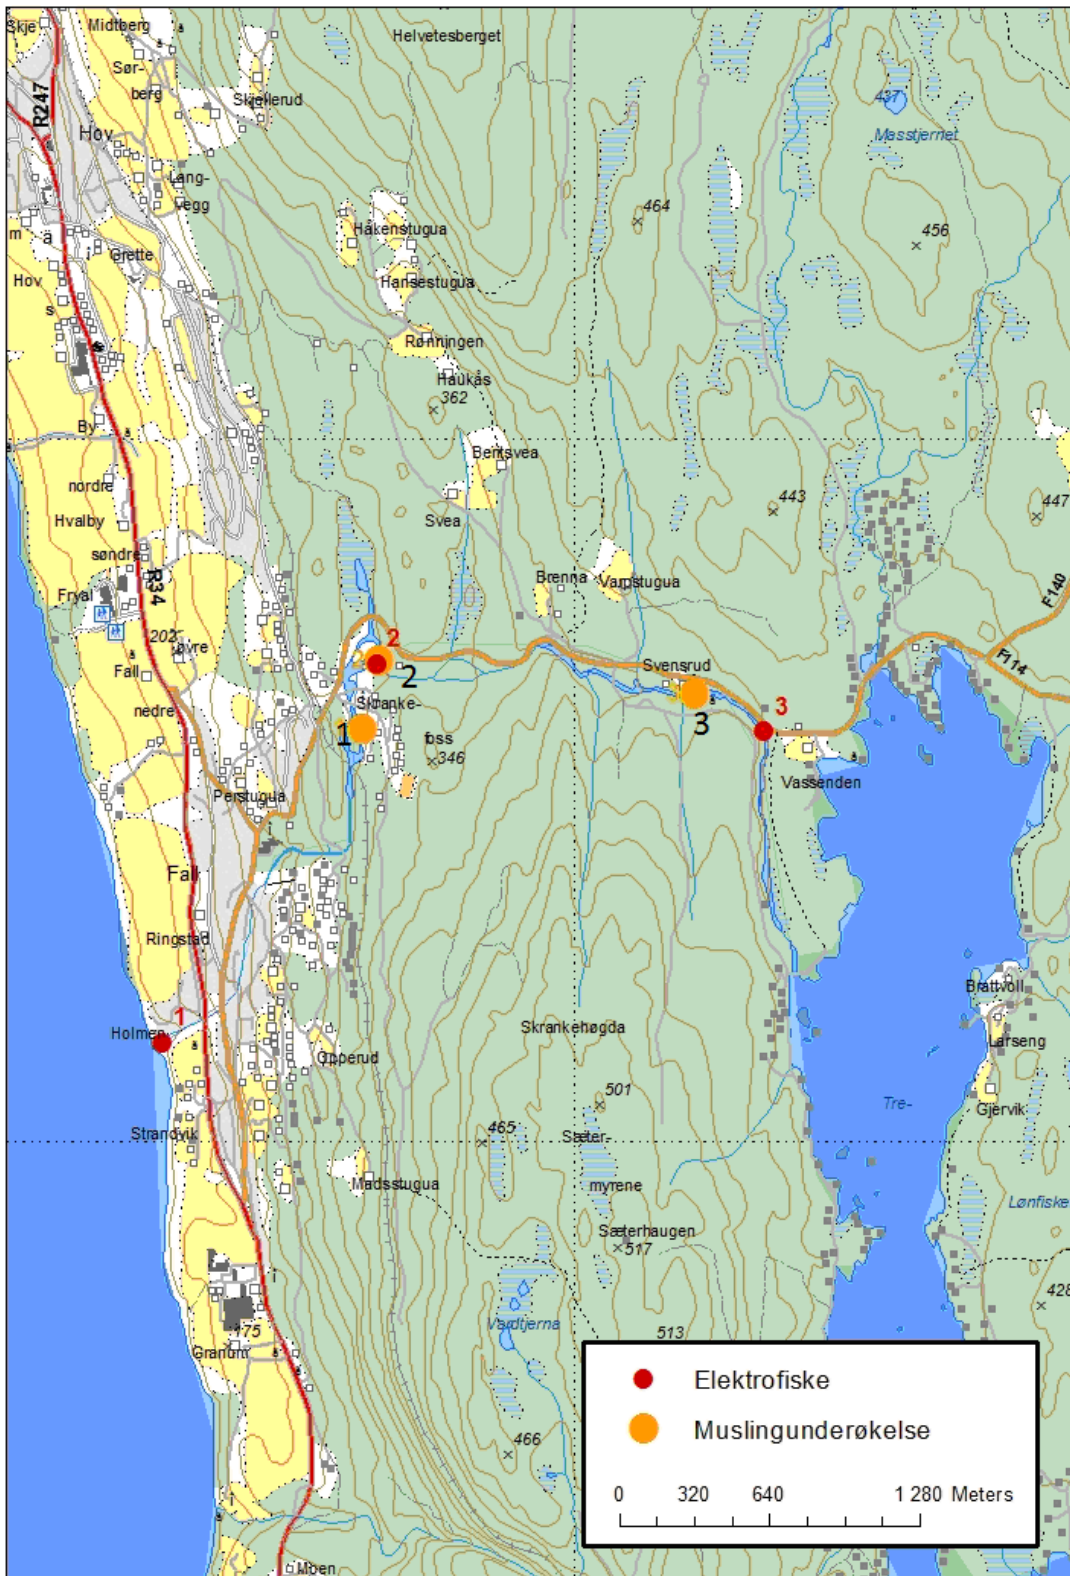 Skje
Midtberg
Helvetesberget
Sør-
berg
Skjellerud
R247
437
Hov
Masstjernet
Lang-
vegg
464
456
m
ä
i
Håkenstugua
Grette
Hov
Hansestugua
s
Rønningen
Haukås
362
By
Bentsvea
nordre
443
447
Hvalby
Svea
søndre
R34
Brenna
Varpstugua
Fryal
F140
202
øvre
2
Fall
Svensrud
F114
2
nedre
Skranke-
3
3
1
foss
346
Vassenden
Perstugua
Fall
Ringstad
Brattvoll
1
Holmen
Skrankehøgda
Larseng
Opperud
501
Gjervik
Tre-
Strandvik
465
Sæter-
Madsstugua
myrene
Lønfiske
Sæterhaugen
517
i
Vardtjerna
428
175
513
Granum
Elektrofiske
Muslingunderøkelse
466
0 320 640 1 280 Meters
i
Moen